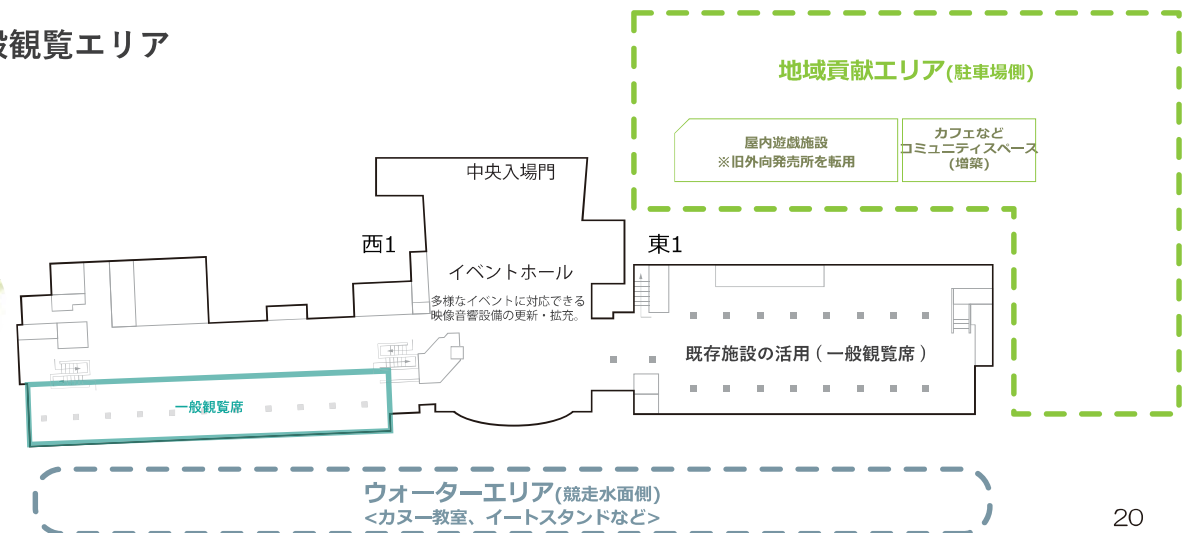 般観覧エリア
地域貢献エリア(駐車場側)
屋内遊戯施設
※旧外向発売所を転用
カフェなど
コミュニティスペース
(増築)
中央入場門
西1
東1
イベントホール
多様なイベントに対応できる
映像音響設備の更新・拡充。
既存施設の活用 ( 一般観覧席 )
一般観覧席
ウォーターエリア(競走水面側)
<カヌー教室、イートスタンドなど>
20